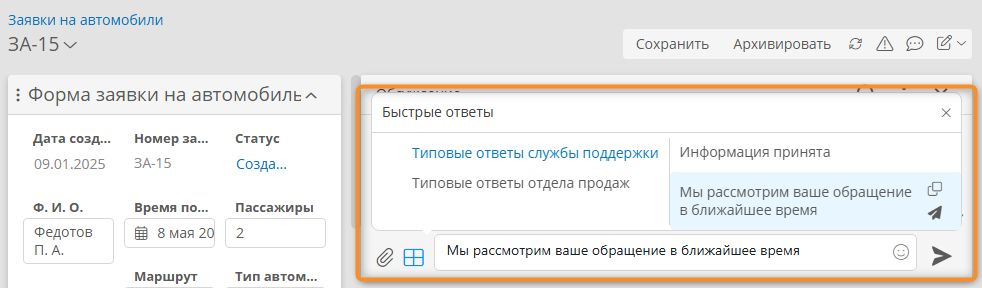 Заявки на автомобили
ЗА-15
Сохранить
Архивировать
Форма заявки на автомобиль
Дата созд...
Номер за...
Статус
09.01.2025
ЗА-15
Созда...
Ф. И. О.
Время по...
Пассажиры
Федотов
П. А.
8 мая 20
2
Маршрут
Тип автом...
Быстрые ответы
Типовые ответы службы поддержки
Типовые ответы отдела продаж
Информация принята
Мы рассмотрим ваше обращение
в ближайшее время
Мы рассмотрим ваше обращение в ближайшее время